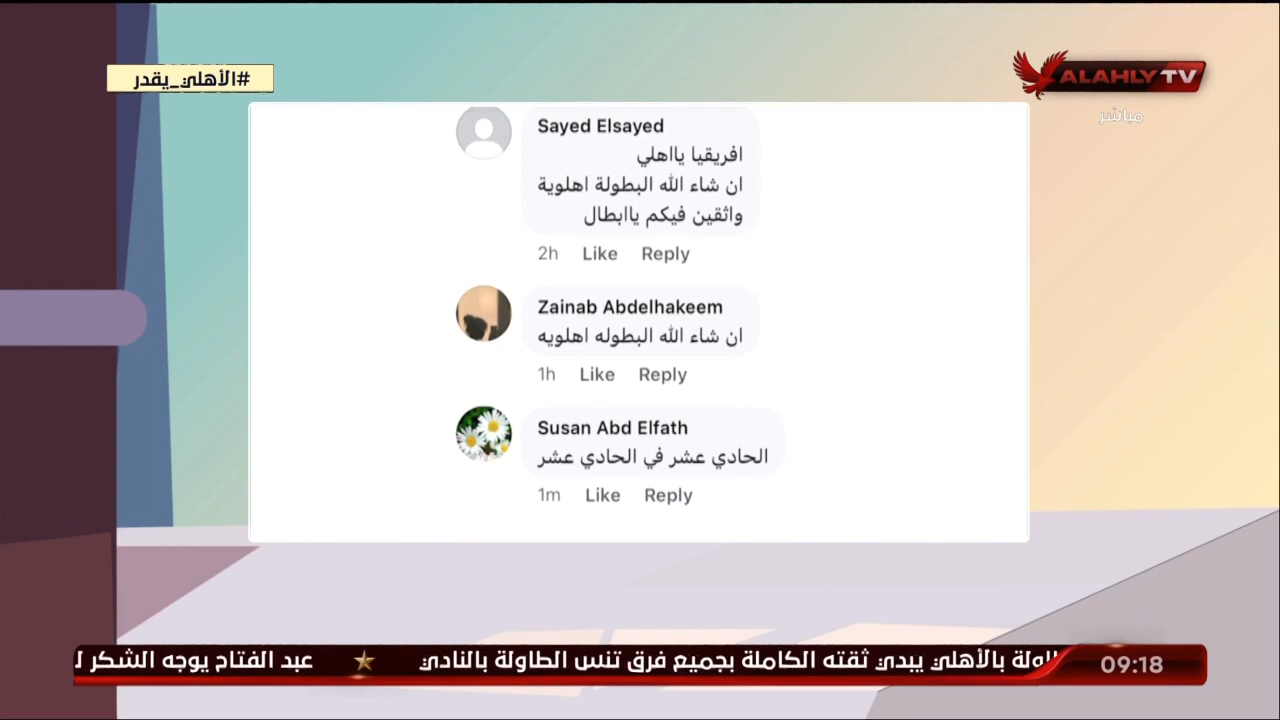 #الأهلي_يقدر
ALAHLY TV
مباشر
Sayed Elsayed
افريقيا يااهلي
ان شاء الله البطولة اهلوية
واثقين فيكم ياابطال
2h Like Reply
Zainab Abdelhakeem
ان شاء الله البطوله اهلويه
1h Like Reply
Susan Abd Elfath
الحادي عشر في الحادي عشر
1m Like Reply
بالأهلي يبدي ثقته الكاملة بجميع فرق تنس الطاولة بالنادي ★ عبد الفتاح يوجه الشكر
09:18